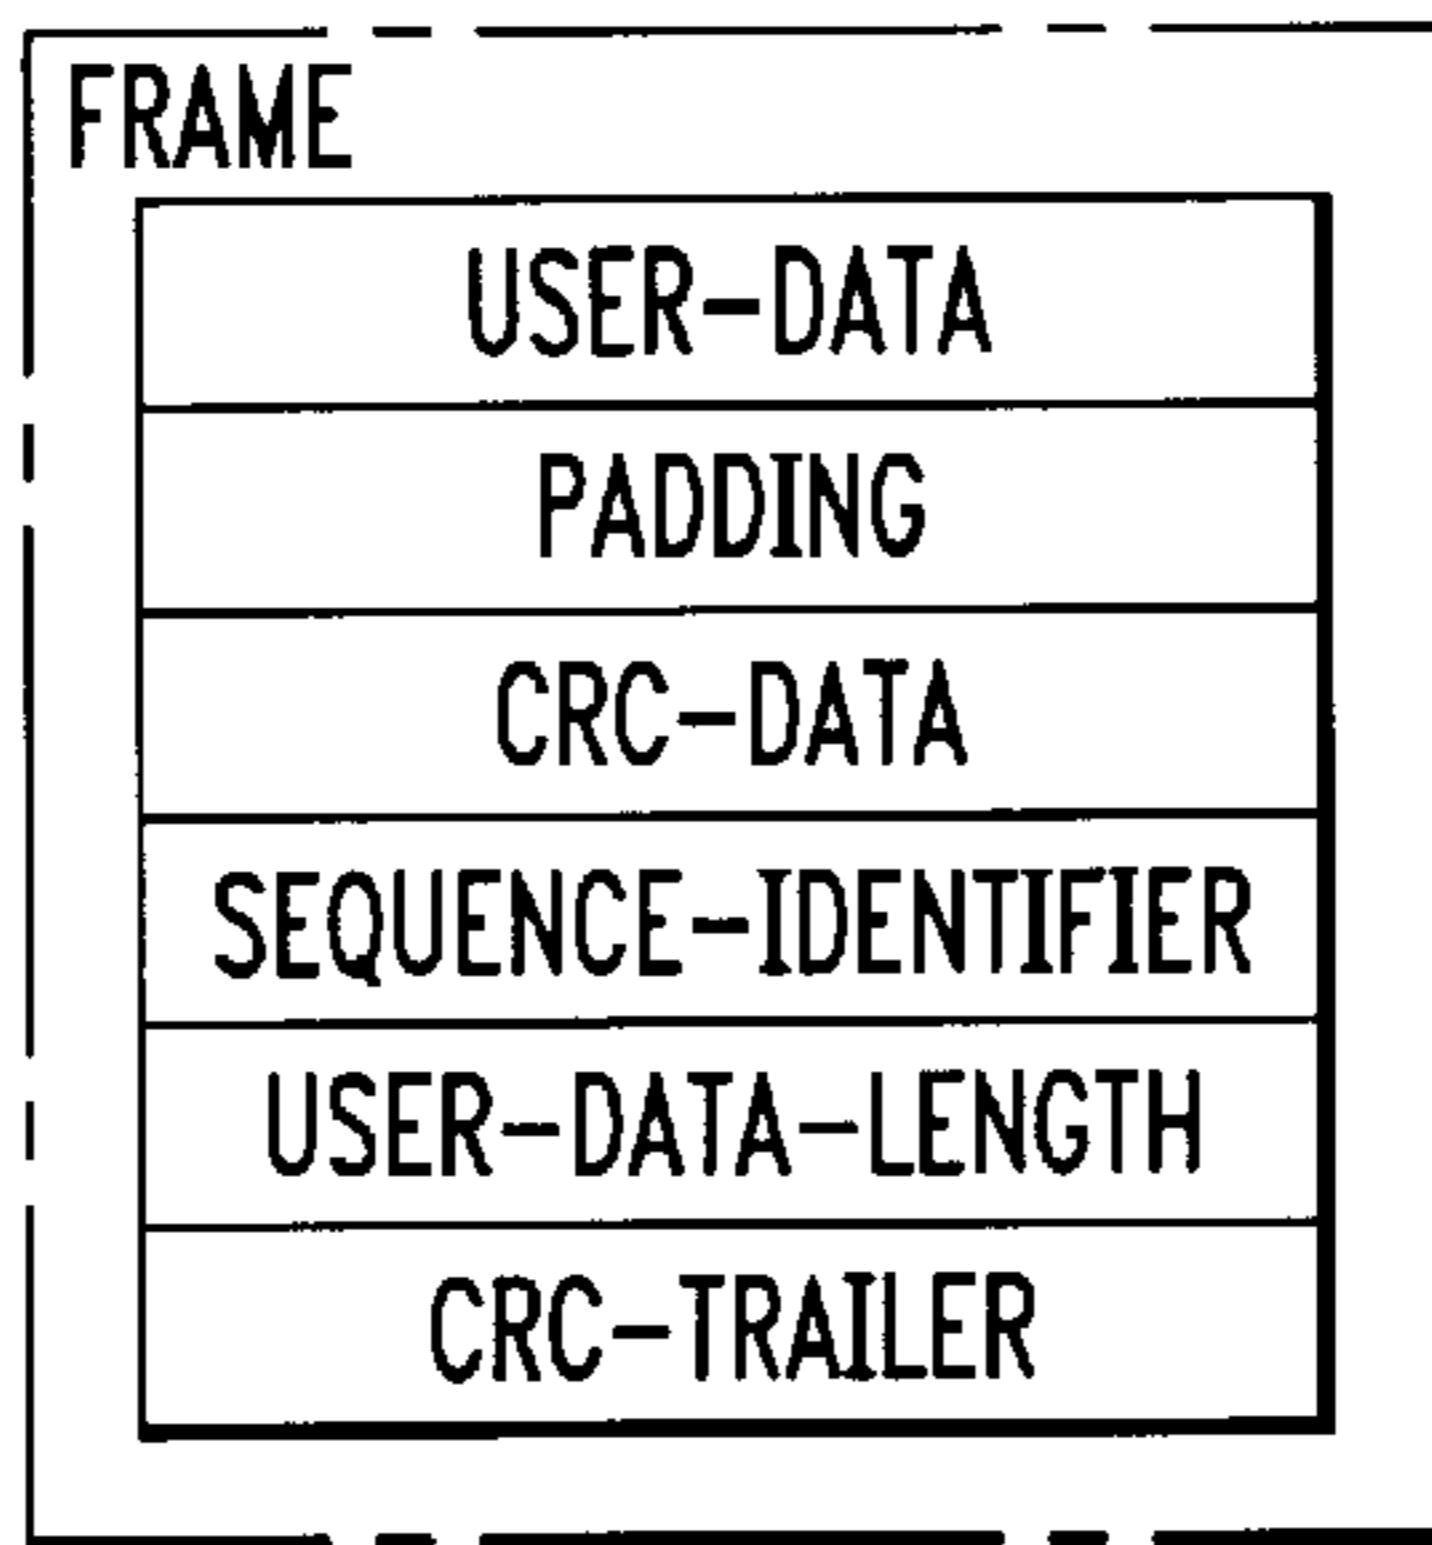 FRAME
USER-DATA
PADDING
CRC-DATA
SEQUENCE-IDENTIFIER
USER-DATA-LENGTH
CRC-TRAILER